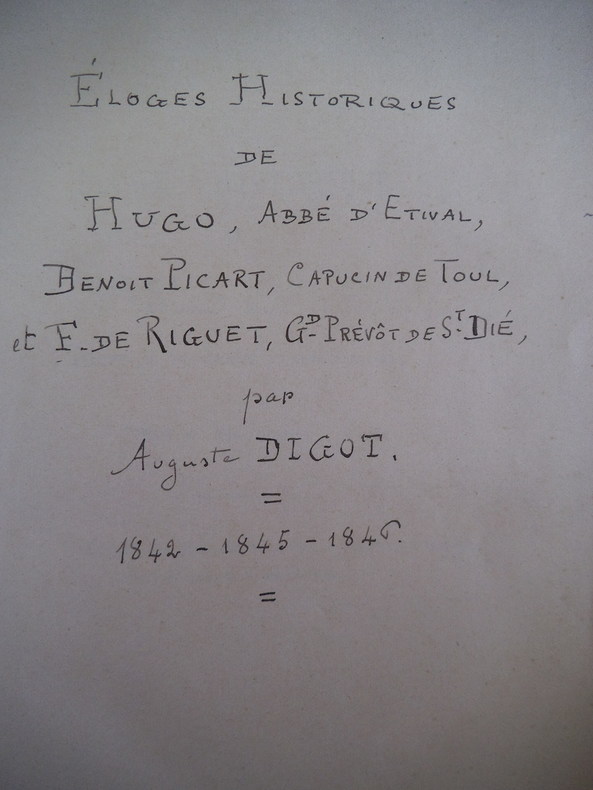 Éloges Historiques
de
Hugo, Abbé d'Etival,
Benoit Picart, Capucin de Toul,
et F. de Riguet, Gd. Prévôt de St. Dié,
par
Auguste DIGOT.
=
1842 - 1845 - 1846.
=